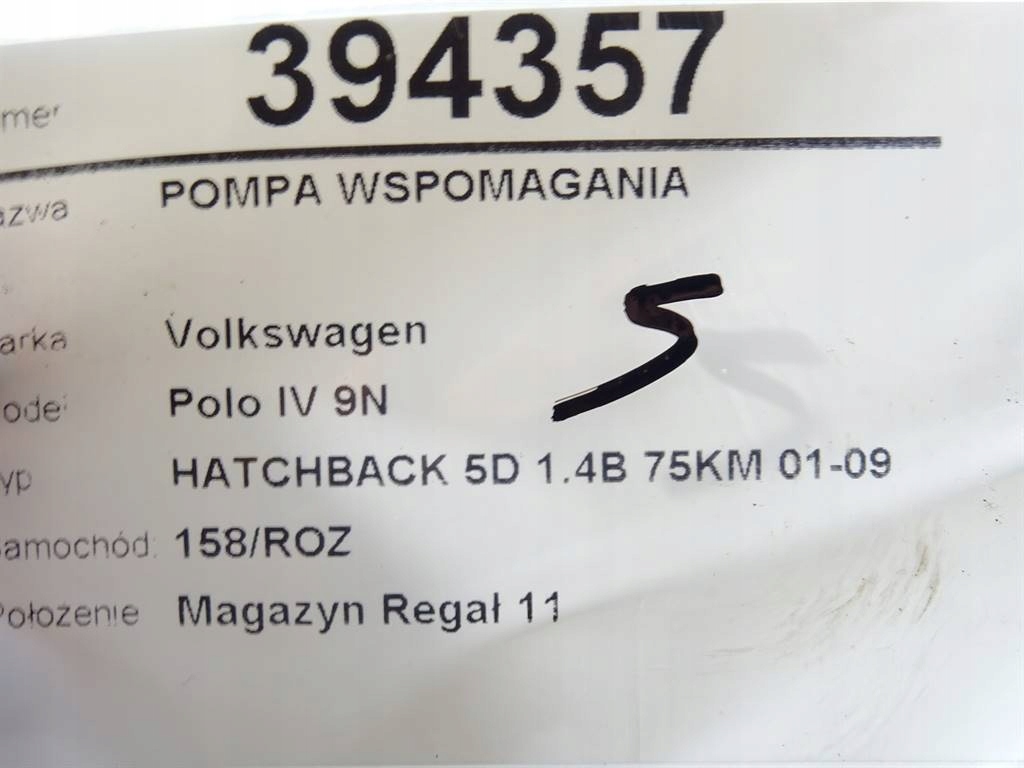 mer 394357
azwa POMPA WSPOMAGANIA
arka Volkswagen 5
odel Polo IV 9N
yp HATCHBACK 5D 1.4B 75KM 01-09
Samochód: 158/ROZ
Położenie Magazyn Regał 11